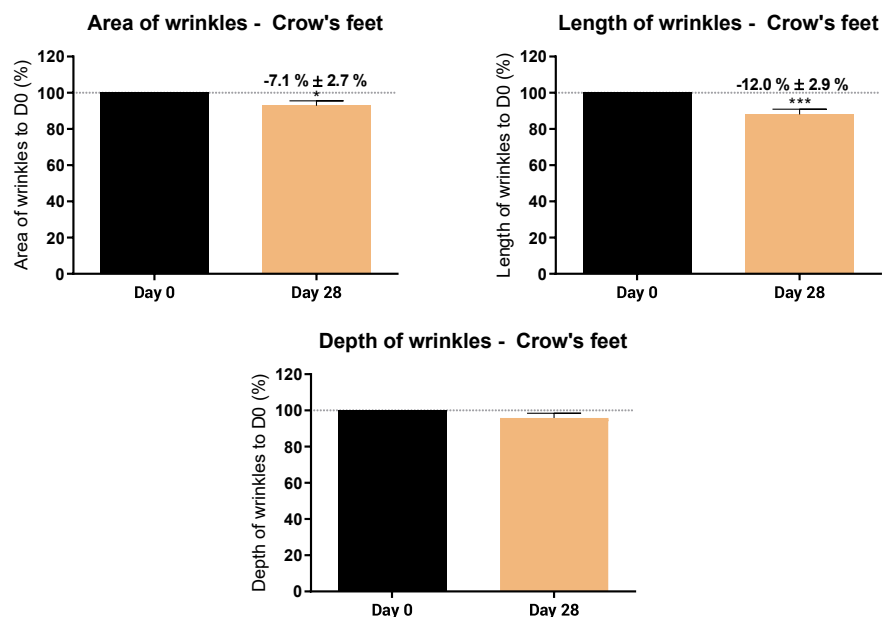 Area of wrinkles -  Crow's feet
Area of wrinkles to D0 (%)
120
100
80
60
40
20
0
-7.1 % ± 2.7 %
*
Day 0
Day 28
Length of wrinkles -  Crow's feet
Length of wrinkles to D0 (%)
120
100
80
60
40
20
0
-12.0 % ± 2.9 %
***
Day 0
Day 28
Depth of wrinkles -  Crow's feet
Depth of wrinkles to D0 (%)
120
100
80
60
40
20
0
Day 0
Day 28